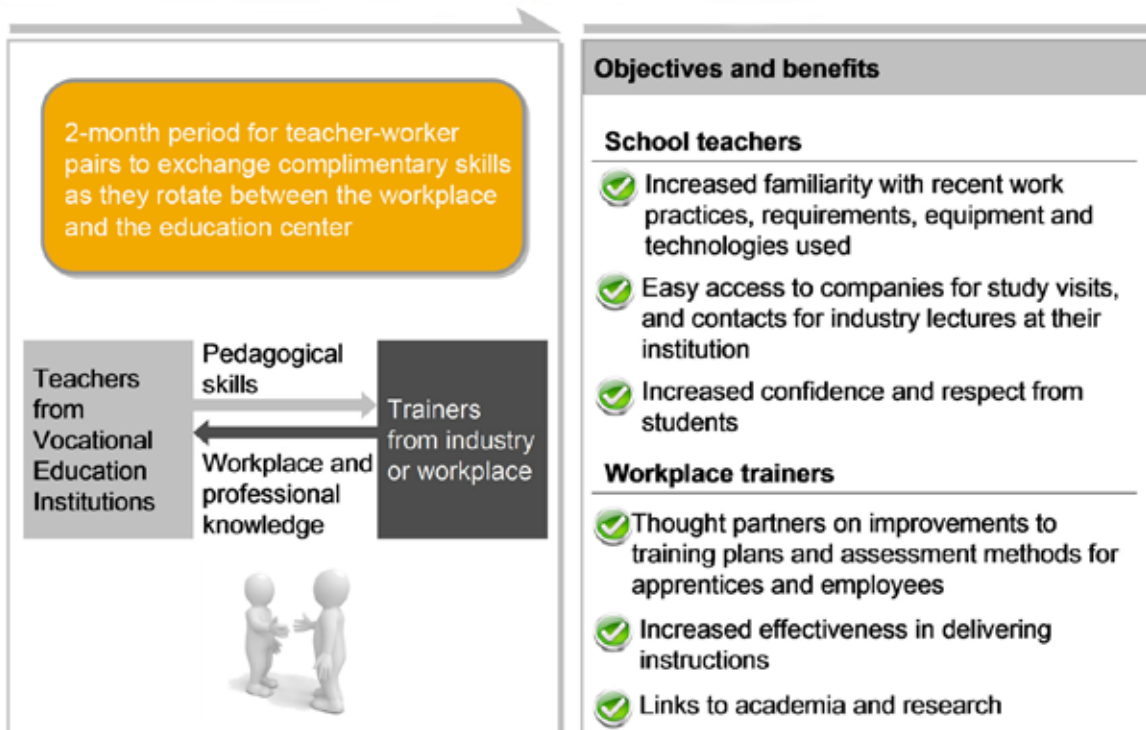 2-month period for teacher-worker
pairs to exchange complimentary skills
as they rotate between the workplace
and the education center
Teachers
from
Vocational
Education
Institutions
Pedagogical
skills
Workplace and
professional
knowledge
Trainers
from industry
or workplace
Objectives and benefits
School teachers
Increased familiarity with recent work
practices, requirements, equipment and
technologies used
Easy access to companies for study visits,
and contacts for industry lectures at their
institution
Increased confidence and respect from
students
Workplace trainers
Thought partners on improvements to
training plans and assessment methods for
apprentices and employees
Increased effectiveness in delivering
instructions
Links to academia and research